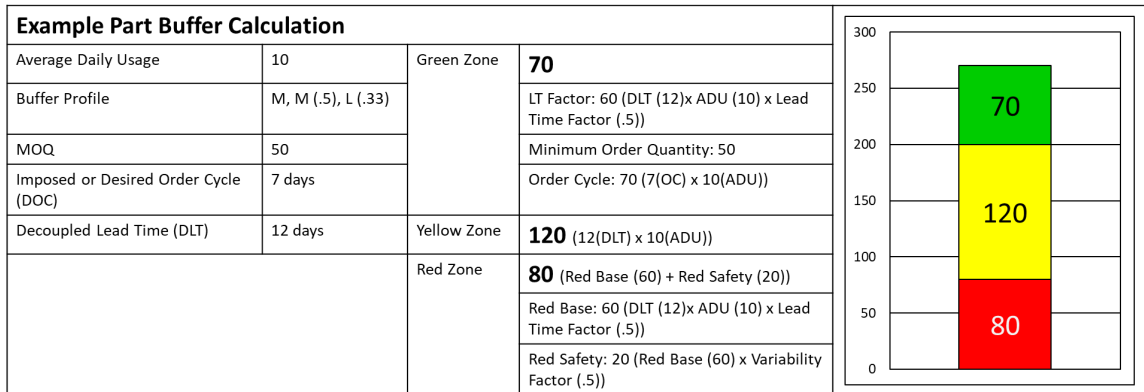 Example Part Buffer Calculation
Average Daily Usage
10
Green Zone
70
Buffer Profile
M, M (.5), L (.33)
LT Factor: 60 (DLT (12)x ADU (10) x Lead
Time Factor (.5))
MOQ
50
Minimum Order Quantity: 50
Imposed or Desired Order Cycle
(DOC)
7 days
Order Cycle: 70 (7(OC) x 10(ADU))
Decoupled Lead Time (DLT)
12 days
Yellow Zone
120 (12(DLT) x 10(ADU))
Red Zone
80 (Red Base (60) + Red Safety (20))
Red Base: 60 (DLT (12)x ADU (10) x Lead
Time Factor (.5))
Red Safety: 20 (Red Base (60) x Variability
Factor (.5))
300
250
200
150
100
50
0
70
120
80